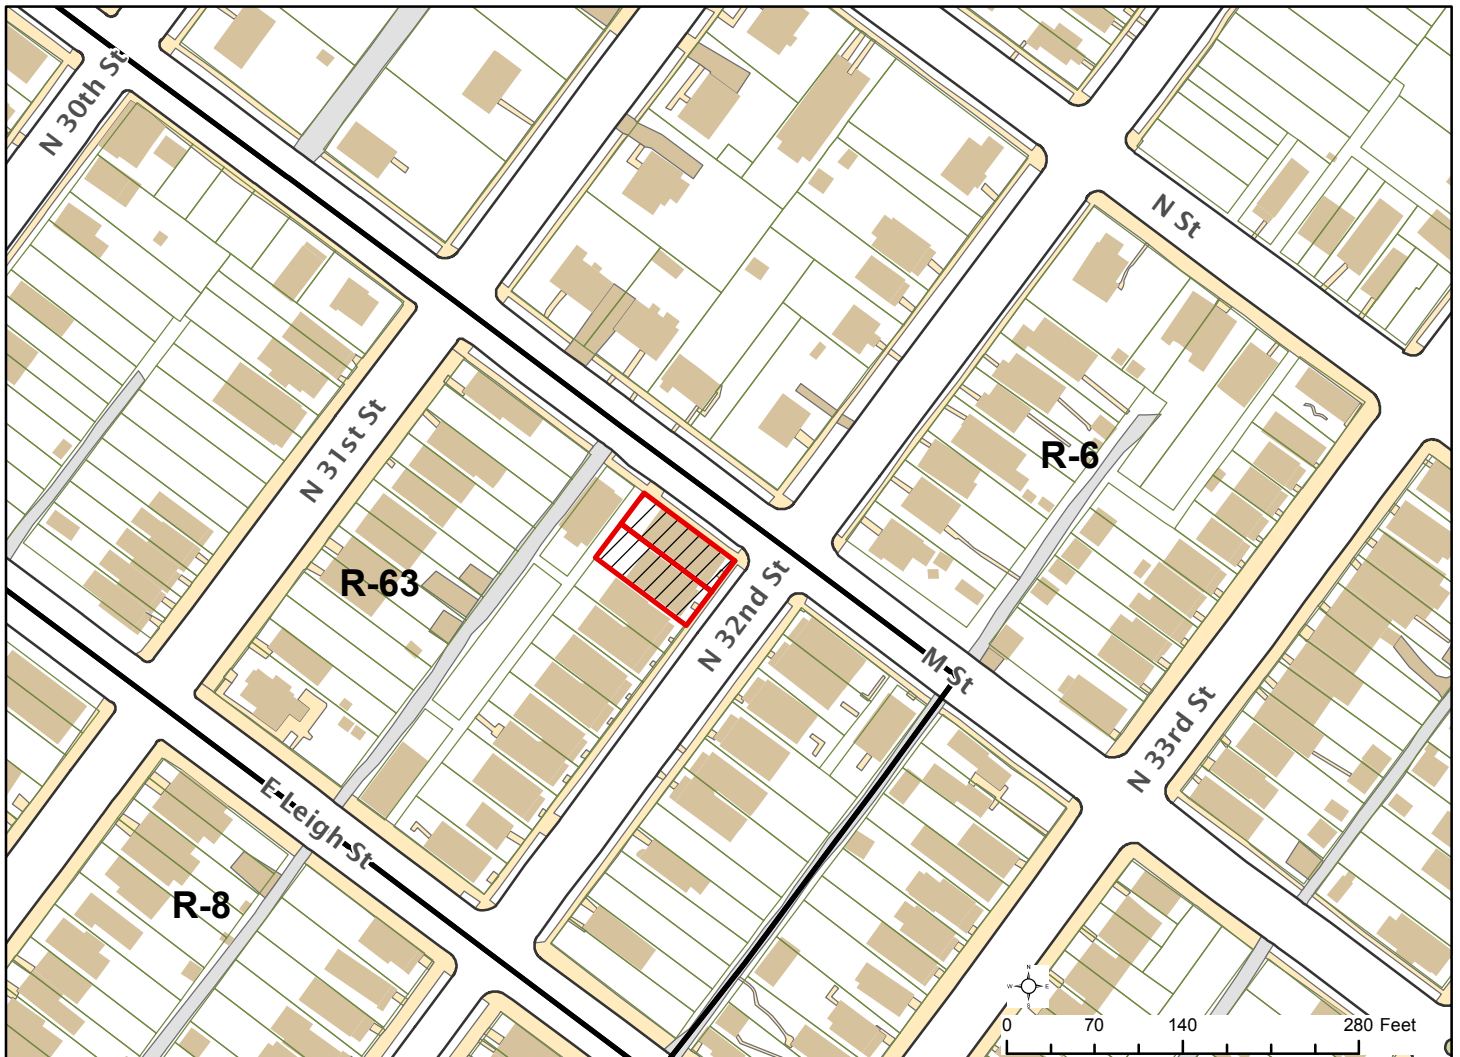 N 30th St
N St
N 31st St
R-6
R-63
N 32nd St
M St
N 33rd St
E Leigh St
R-8
N
W E
S
0 70 140 280 Feet